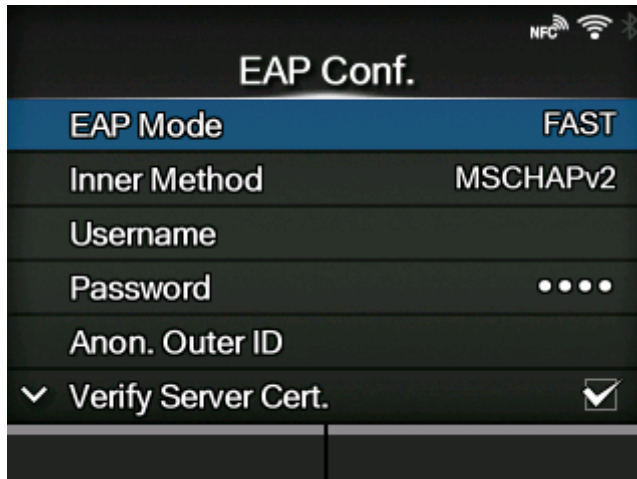 NFC
EAP Conf.
EAP Mode FAST
Inner Method MSCHAPv2
Username
Password ••••
Anon. Outer ID
Verify Server Cert.